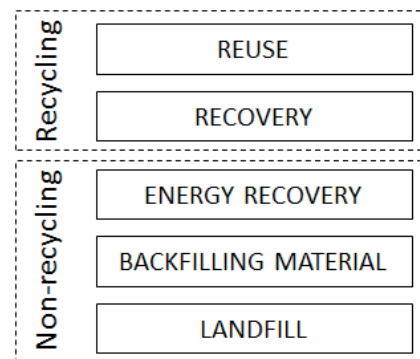 Recycling
REUSE
RECOVERY
Non-recycling
ENERGY RECOVERY
BACKFILLING MATERIAL
LANDFILL